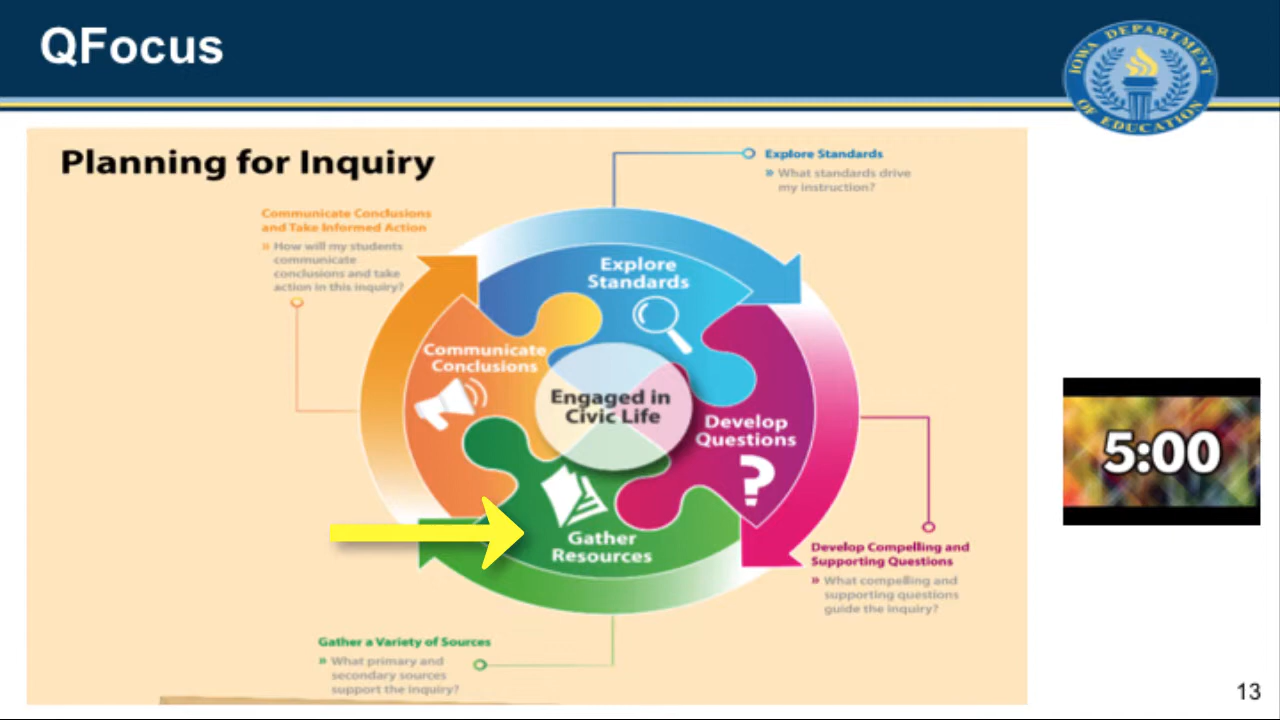 QFocus
IOWA DEPARTMENT
OF EDUCATION
Planning for Inquiry
Explore Standards
» What standards drive
my instruction?
Communicate Conclusions
and Take Informed Action
» How will my students
communicate
conclusions and take
action in this inquiry?
Explore
Standards
Communicate
Conclusions
Engaged in
Civic Life
Develop
Questions
?
Gather
Resources
5:00
Develop Compelling and
Supporting Questions
» What compelling and
supporting questions
guide the inquiry?
Gather a Variety of Sources
» What primary and
secondary sources
support the inquiry?
13